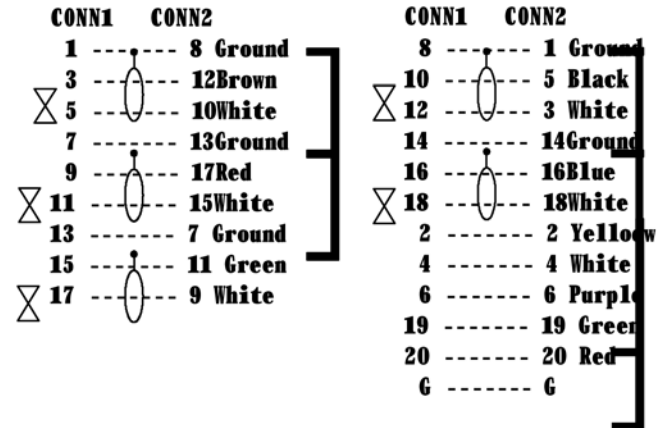 CONN1 CONN2
1 8 Ground
3 12Brown
5 10White
7 13Ground
9 17Red
11 15White
13 7 Ground
15 11 Green
17 9 White
CONN1 CONN2
8 1 Ground
10 5 Black
12 3 White
14 14Ground
16 16Blue
18 18White
2 2 Yelloow
4 4 White
6 6 Purple
19 19 Green
20 20 Red
G G